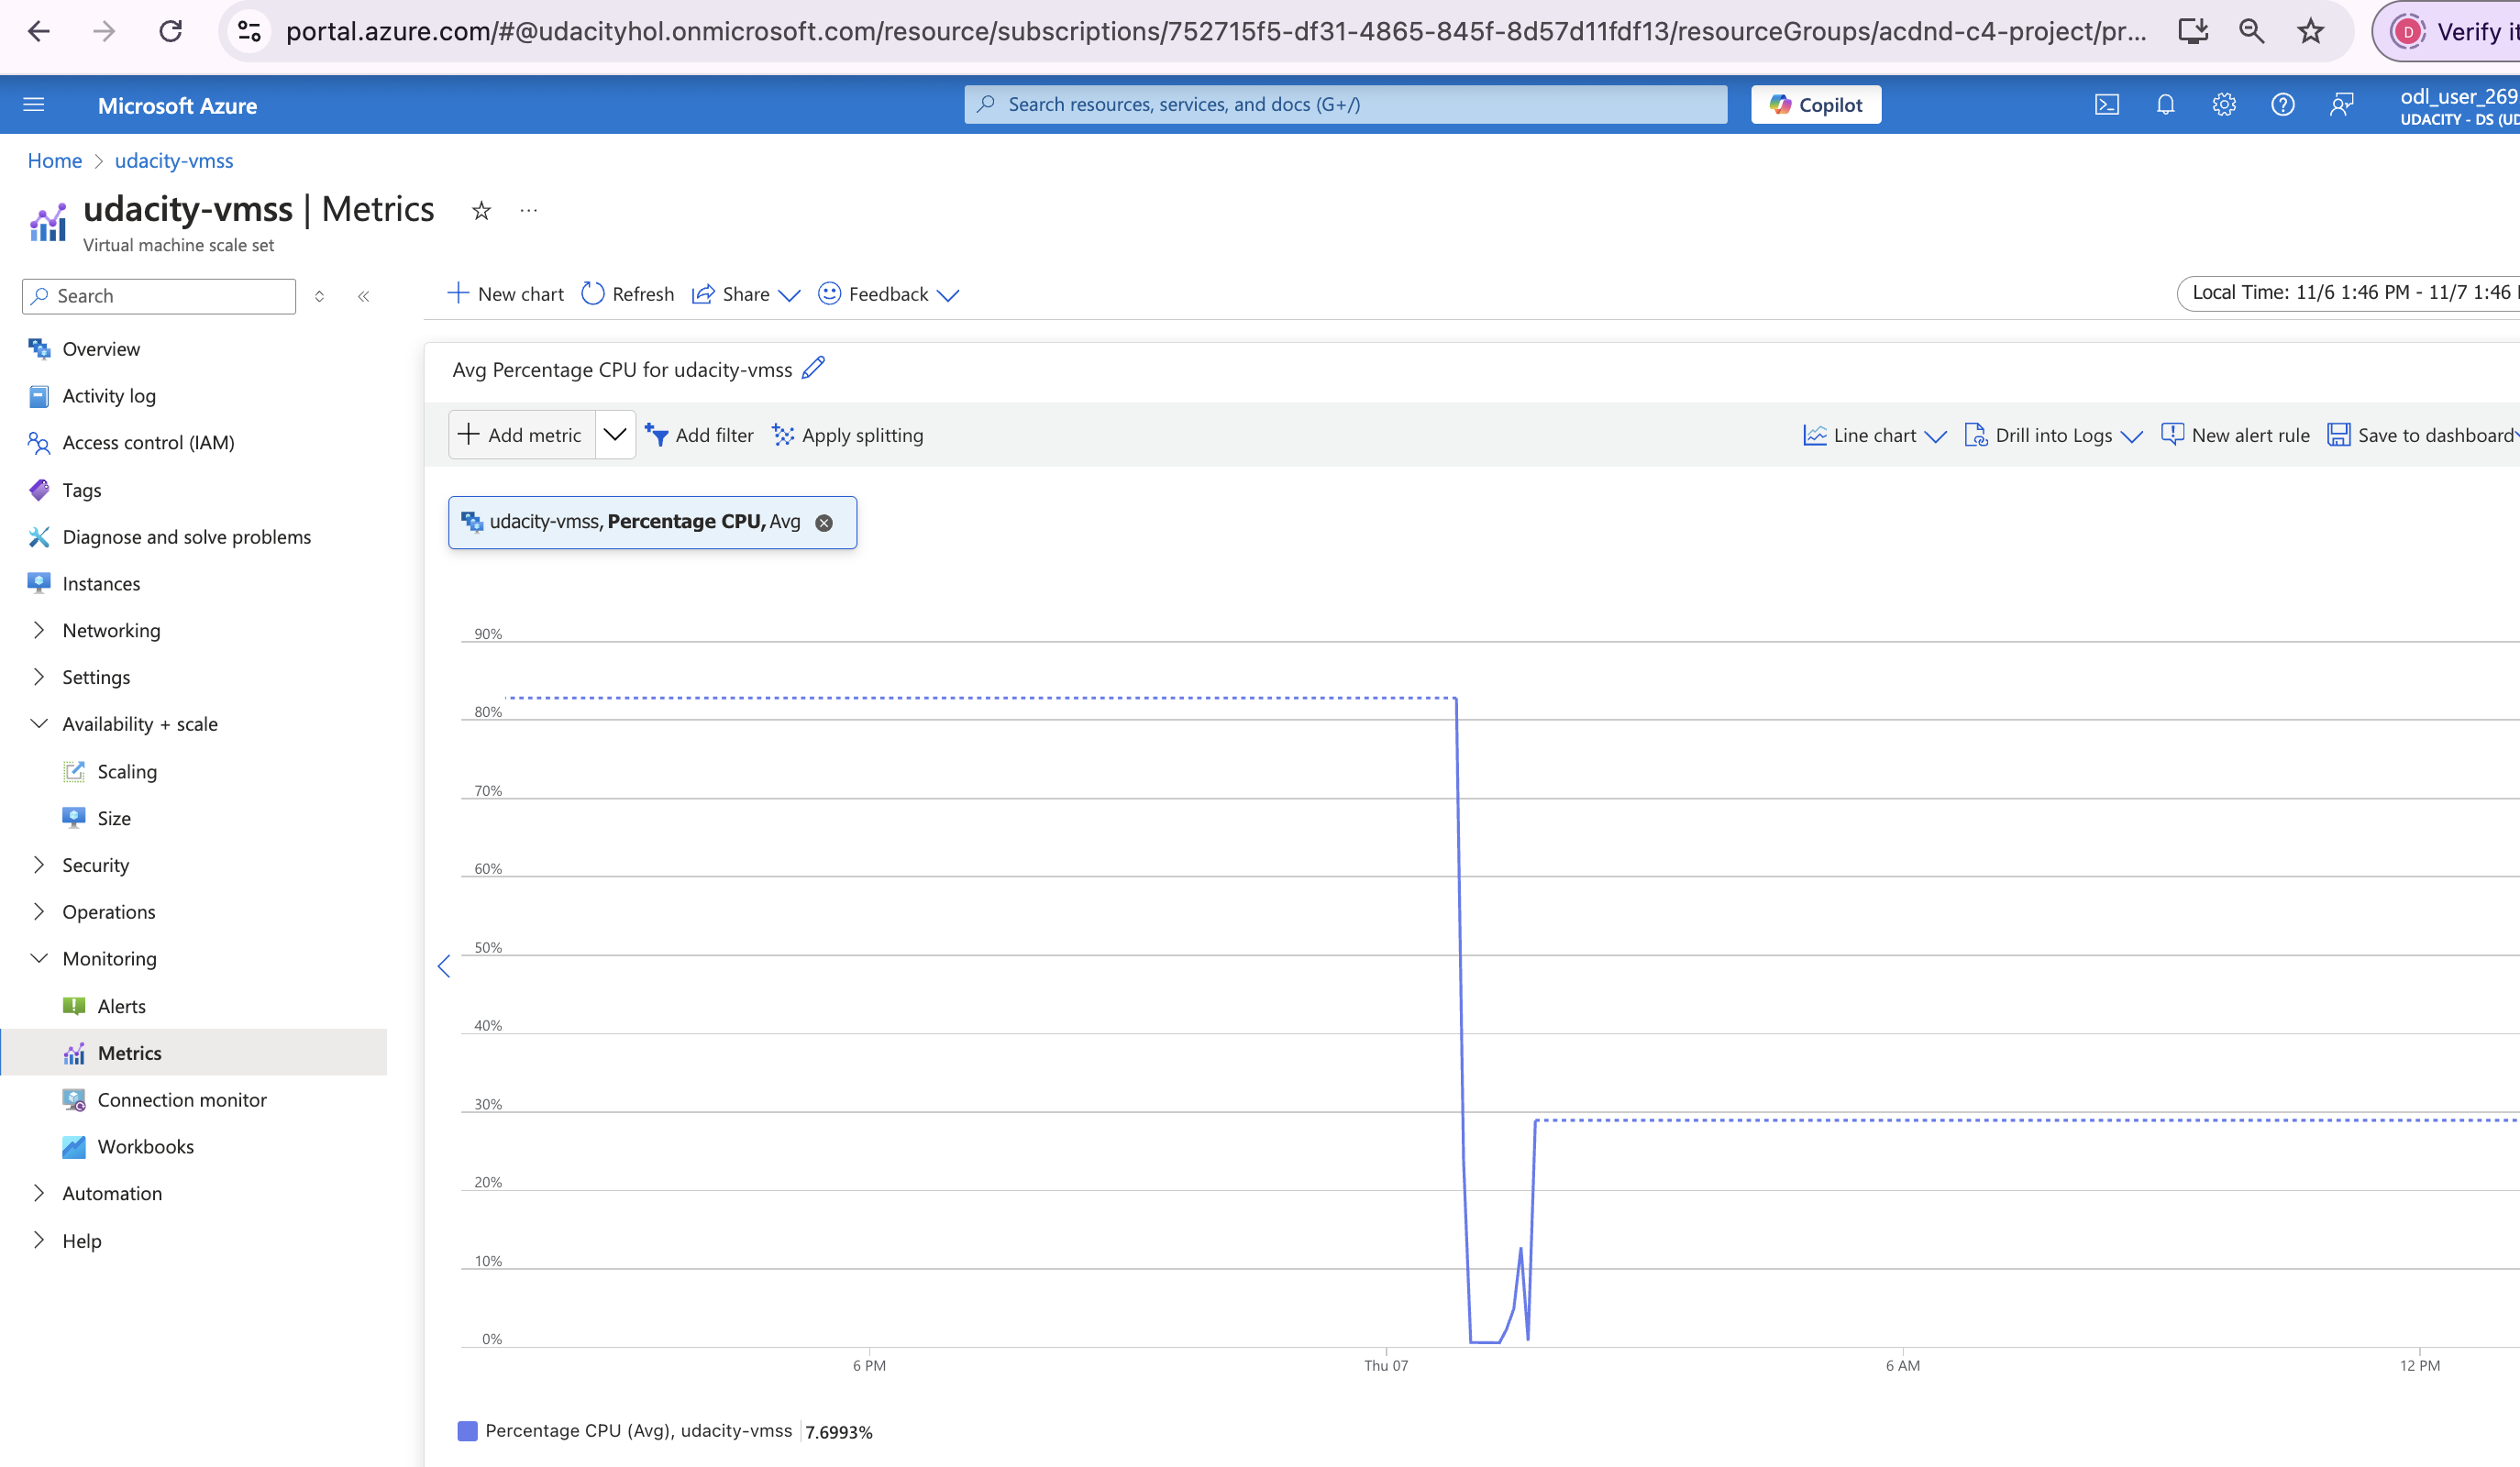 portal.azure.com/#@udacityhol.onmicrosoft.com/resource/subscriptions/752715f5-df31-4865-845f-8d57d11fdf13/resourceGroups/acdnd-c4-project/pr...
D Verify it
Microsoft Azure
Search resources, services, and docs (G+/)
Copilot
odl_user_269
UDACITY - DS (UD
Home > udacity-vmss
udacity-vmss | Metrics
Virtual machine scale set
Search
Overview
Activity log
Access control (IAM)
Tags
Diagnose and solve problems
Instances
Networking
Settings
Availability + scale
Scaling
Size
Security
Operations
Monitoring
Alerts
Metrics
Connection monitor
Workbooks
Automation
Help
New chart Refresh Share Feedback
Local Time: 11/6 1:46 PM - 11/7 1:46
Avg Percentage CPU for udacity-vmss
Add metric Add filter Apply splitting
Line chart Drill into Logs New alert rule Save to dashboard
udacity-vmss, Percentage CPU, Avg
90%
80%
70%
60%
50%
40%
30%
20%
10%
0%
6 PM Thu 07 6 AM 12 PM
Percentage CPU (Avg), udacity-vmss 7.6993%